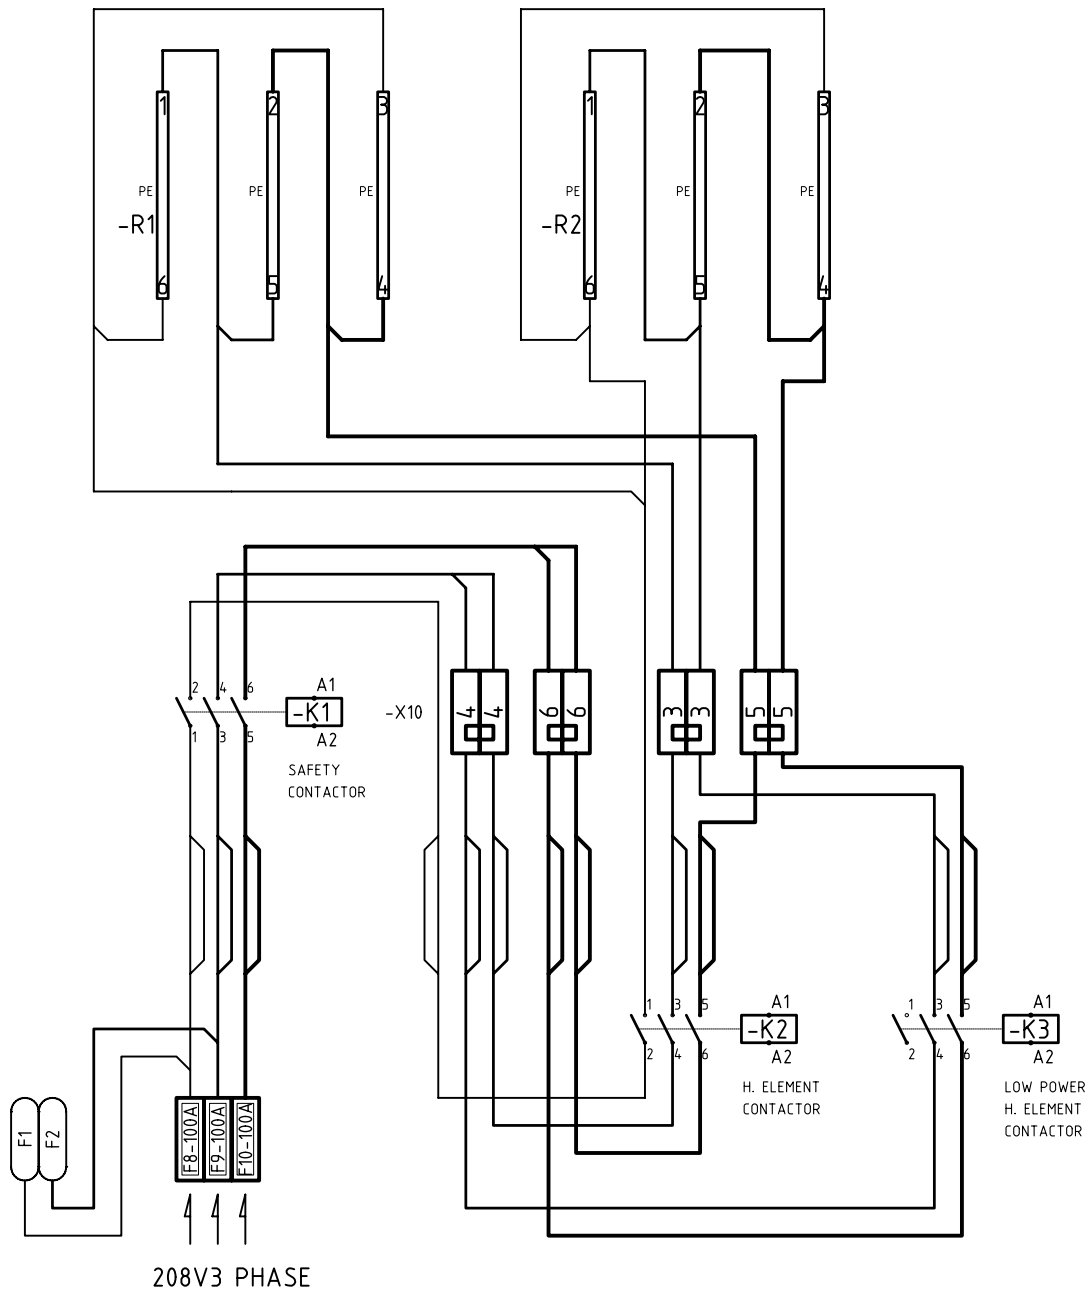 1 2 3 1 2 3
PE PE PE PE PE PE
-R1 -R2
6 5 4 6 5 4
2 4 6 A1
-K1
-X10 4 4 6 6 3 3 5 5
1 3 5 A2
SAFETY
CONTACTOR
1 3 5 A1 1 3 5 A1
-K2 -K3
2 4 6 A2 2 4 6 A2
H. ELEMENT
CONTACTOR
LOW POWER
H. ELEMENT
CONTACTOR
F1 F2 F8-100A F9-100A F10-100A
208V3 PHASE